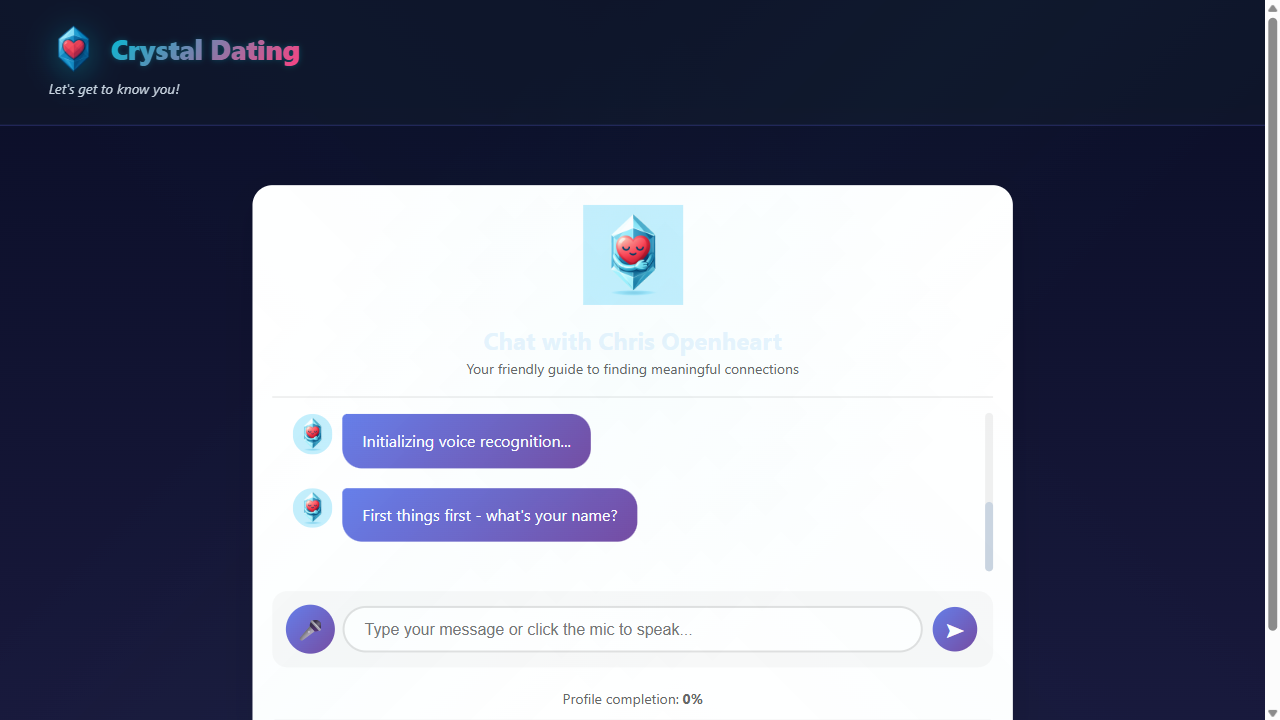 Crystal Dating
Let's get to know you!
Chat with Chris Openheart
Your friendly guide to finding meaningful connections
Initializing voice recognition...
First things first - what's your name?
Type your message or click the mic to speak...
Profile completion: 0%